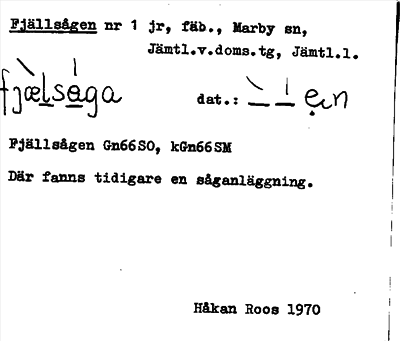 Fjällsågen nr 1 jr, fäb., Marby sn,
Jämtl.v.doms.tg, Jämtl.l.
fjælsǝga dat.:
Fjällsågen Gn66SO, kGn66SM
Där fanns tidigare en såganläggning.
Håkan Roos 1970